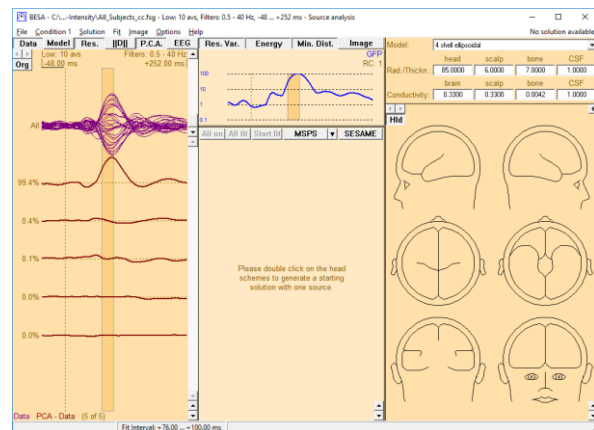 BESA - C:\...-Intensity\All_Subjects_cc.fsg - Low: 10 avs, Filters: 0.5 - 40 Hz, -48 ... +252 ms - Source analysis
File Condition 1 Solution Fit Image Options Help No solution available
Data Model Res. ||D|| P.C.A. EEG
Org Low: 10 avs Filters: 0.5 - 40 Hz
-48.00 ms +252.00 ms
All
99.4%
0.4%
0.1%
0.0%
0.0%
Data PCA - Data (5 of 5)
Res. Var. Energy Min. Dist. Image
GFP
RC: 1
100
10
1
0.1
All on All fit Start fit MSPS SESAME
Please double click on the head
schemes to generate a starting
solution with one source.
Model: 4 shell ellipsoidal
head scalp bone CSF
Rad./Thickn.: 85.0000 6.0000 7.0000 1.0000
brain scalp bone CSF
Conductivity: 0.3300 0.3300 0.0042 1.0000
Hld
Fit Interval: +76.00 ... +100.00 ms